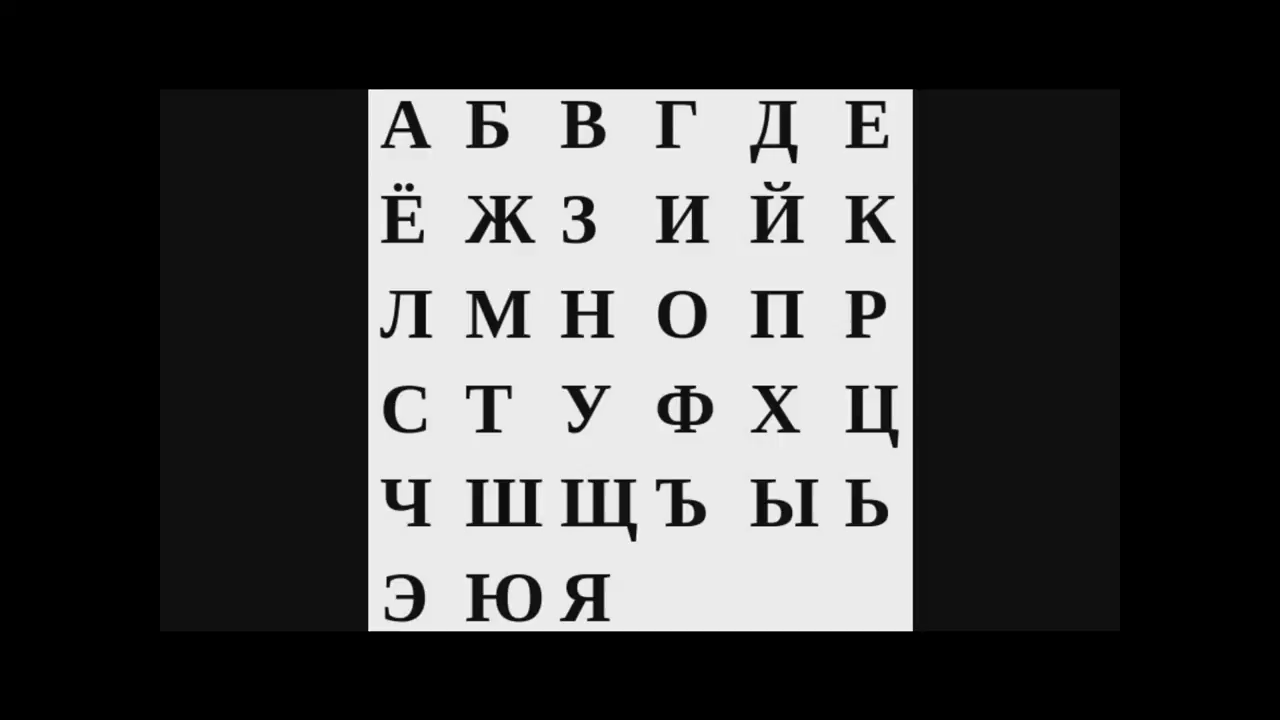 А Б В Г Д Е
Ё Ж З И Й К
Л М Н О П Р
С Т У Ф Х Ц
Ч Ш Щ Ъ Ы Ь
Э Ю Я